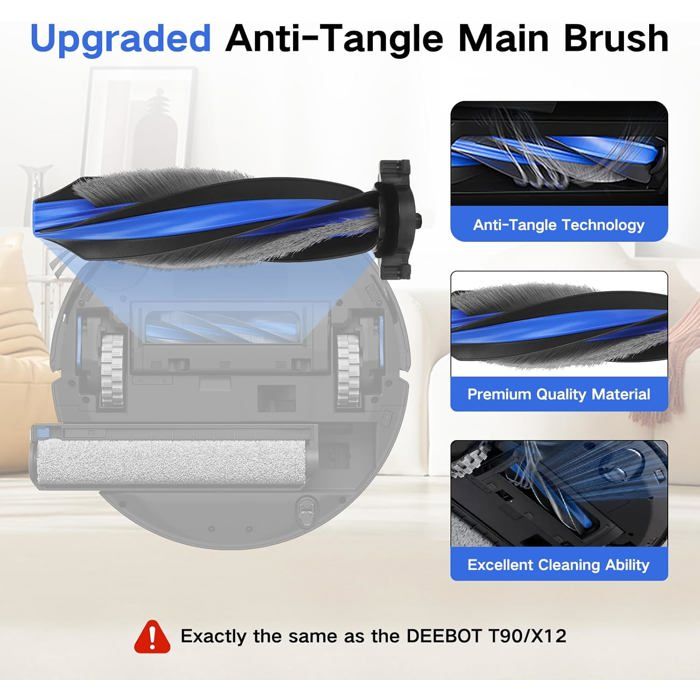 Upgraded Anti-Tangle Main Brush
Anti-Tangle Technology
Premium Quality Material
Excellent Cleaning Ability
Exactly the same as the DEEBOT T90/X12